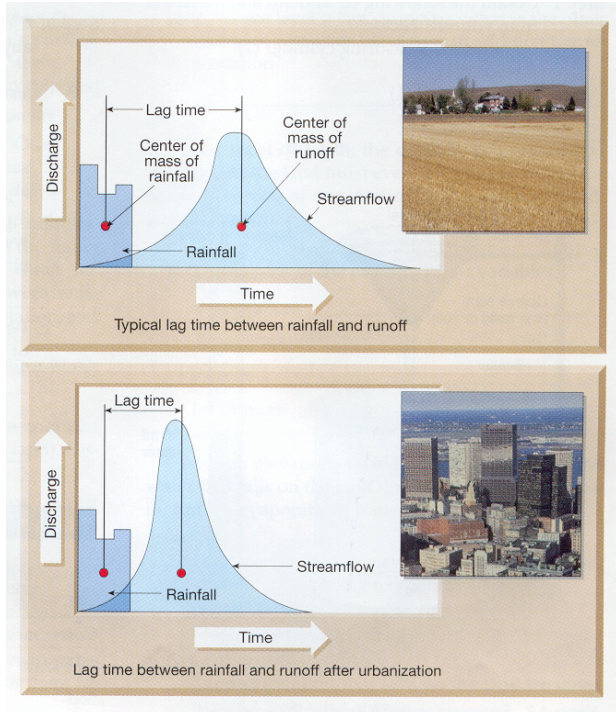 Discharge
Lag time
Center of
mass of
rainfall
Center of
mass of
runoff
Streamflow
Rainfall
Time
Typical lag time between rainfall and runoff
Lag time
Discharge
Streamflow
Rainfall
Time
Lag time between rainfall and runoff after urbanization